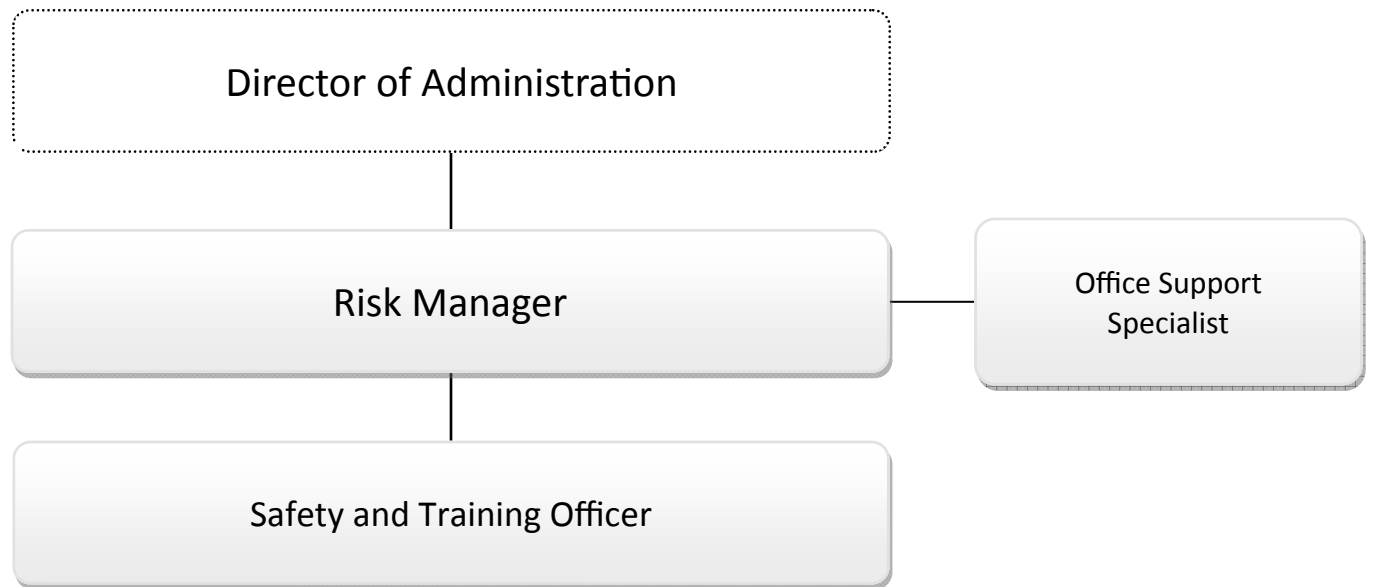 Director of Administration
Risk Manager
Office Support
Specialist
Safety and Training Officer